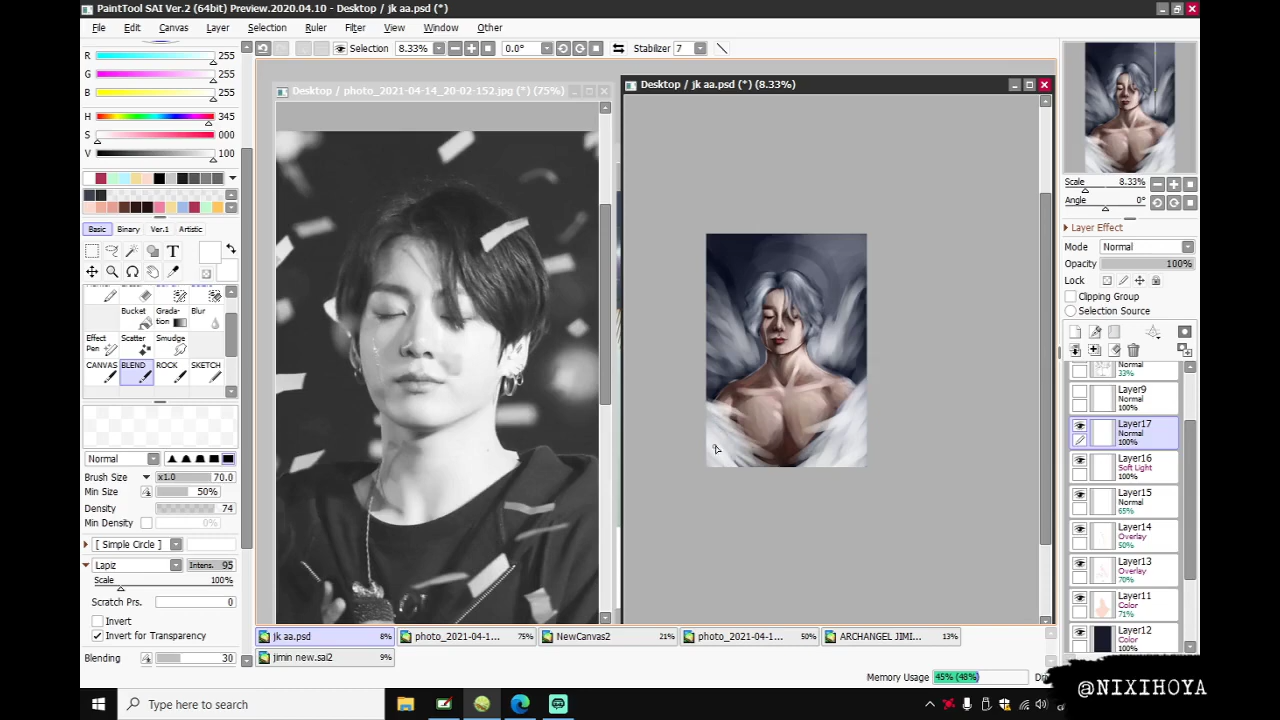 PaintTool SAI Ver.2 (64bit) Preview.2020.04.10 - Desktop / jk aa.psd (*)
File Edit Canvas Layer Selection Ruler Filter View Window Other
Selection 8.33% 0.0° Stabilizer 7
R 255
G 255
B 255
H 345
S 000
V 100
Basic Binary Ver.1 Artistic
T
Bucket Grada-tion Blur
Effect Pen Scatter Smudge
CANVAS BLEND ROCK SKETCH
Normal
Brush Size x1.0 70.0
Min Size 50%
Density 74
Min Density 0%
[ Simple Circle ]
Lapiz Intens. 95
Scale 100%
Scratch Prs. 0
Invert
Invert for Transparency
Blending 30
Desktop / photo_2021-04-14_20-02-152.jpg (*) (75%)
Desktop / jk aa.psd (*) (8.33%)
jk aa.psd 8% photo_2021-04-1... 75% NewCanvas2 21% photo_2021-04-1... 50% ARCHANGEL JIMI... 13%
jimin new.sai2 9%
Memory Usage 45% (48%)
Scale 8.33%
Angle 0°
Layer Effect
Mode Normal
Opacity 100%
Lock
Clipping Group
Selection Source
Normal
33%
Layer9
Normal
100%
Layer17
Normal
100%
Layer16
Soft Light
100%
Layer15
Normal
65%
Layer14
Overlay
50%
Layer13
Overlay
70%
Layer11
Color
71%
Layer12
Color
100%
@NIXIHOYA
Type here to search